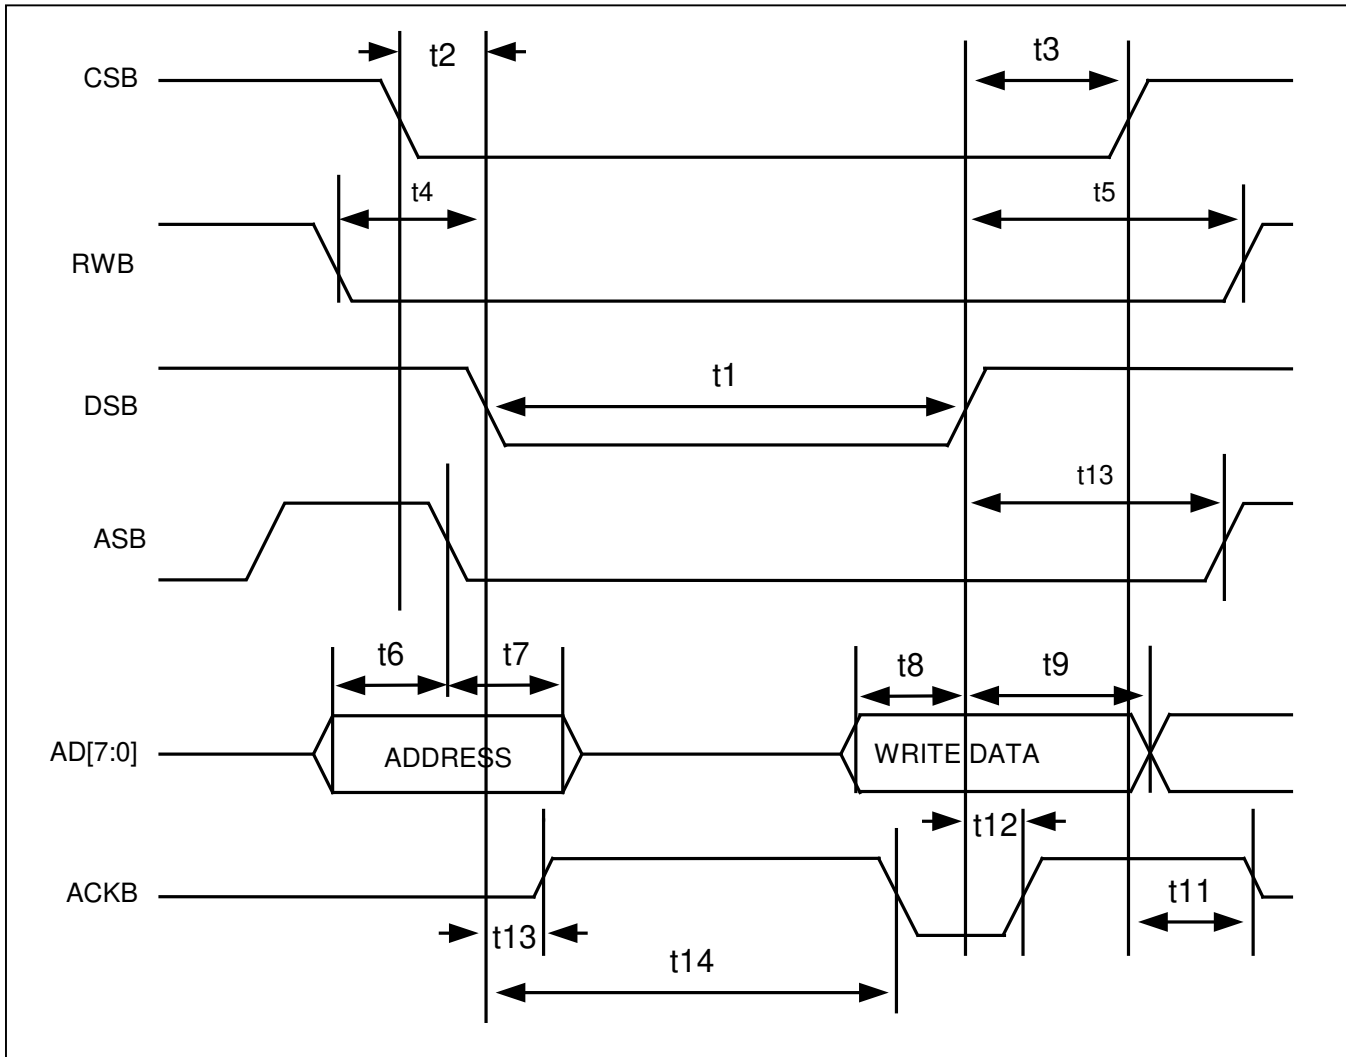 t2
t3
CSB
t4
t5
RWB
t1
DSB
t13
ASB
t6
t7
t8
t9
AD[7:0]
ADDRESS
WRITE DATA
t12
ACKB
t11
t13
t14